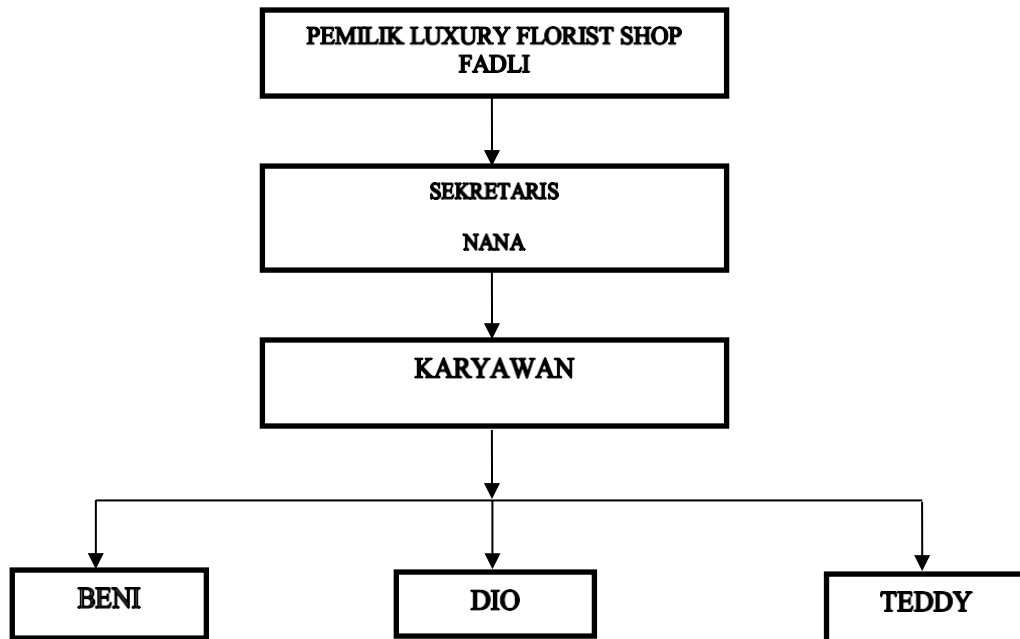 PEMILIK LUXURY FLORIST SHOP
FADLI
SEKRETARIS
NANA
KARYAWAN
BENI
DIO
TEDDY